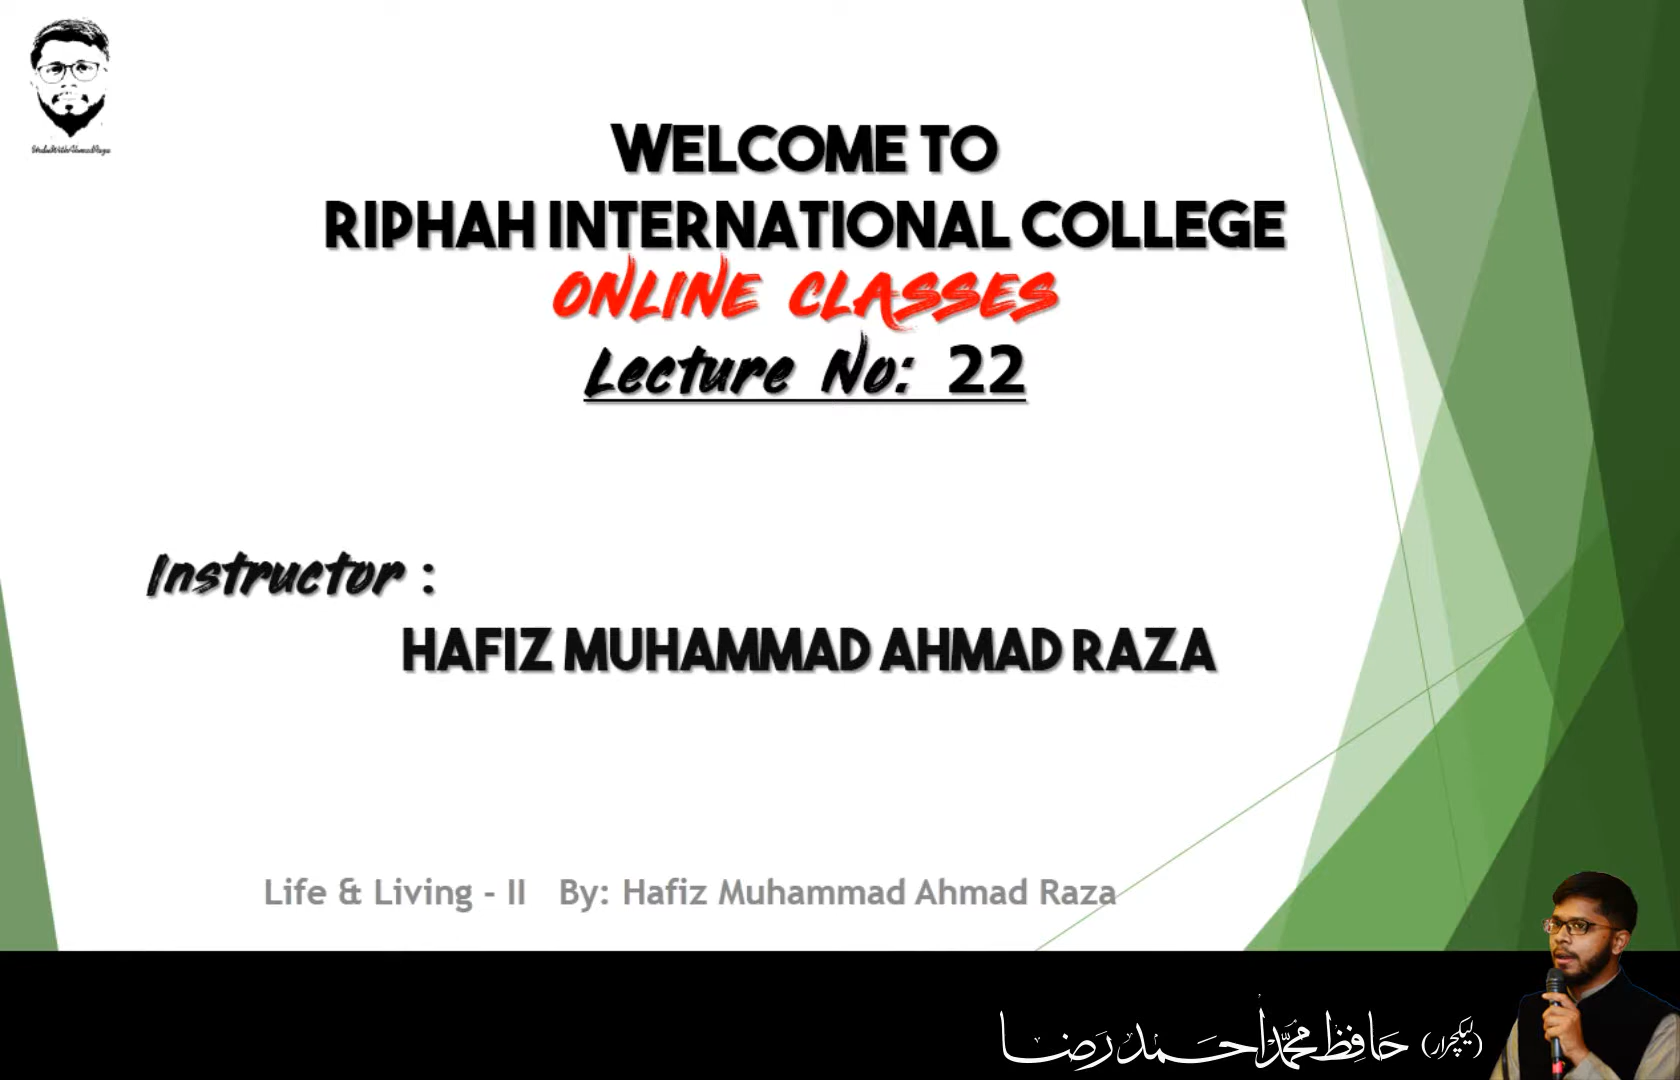 WELCOME TO
RIPHAH INTERNATIONAL COLLEGE
ONLINE CLASSES
Lecture No: 22
Instructor :
HAFIZ MUHAMMAD AHMAD RAZA
Life & Living - II By: Hafiz Muhammad Ahmad Raza
حافظ محمد احمد رضا (لیکچرار)